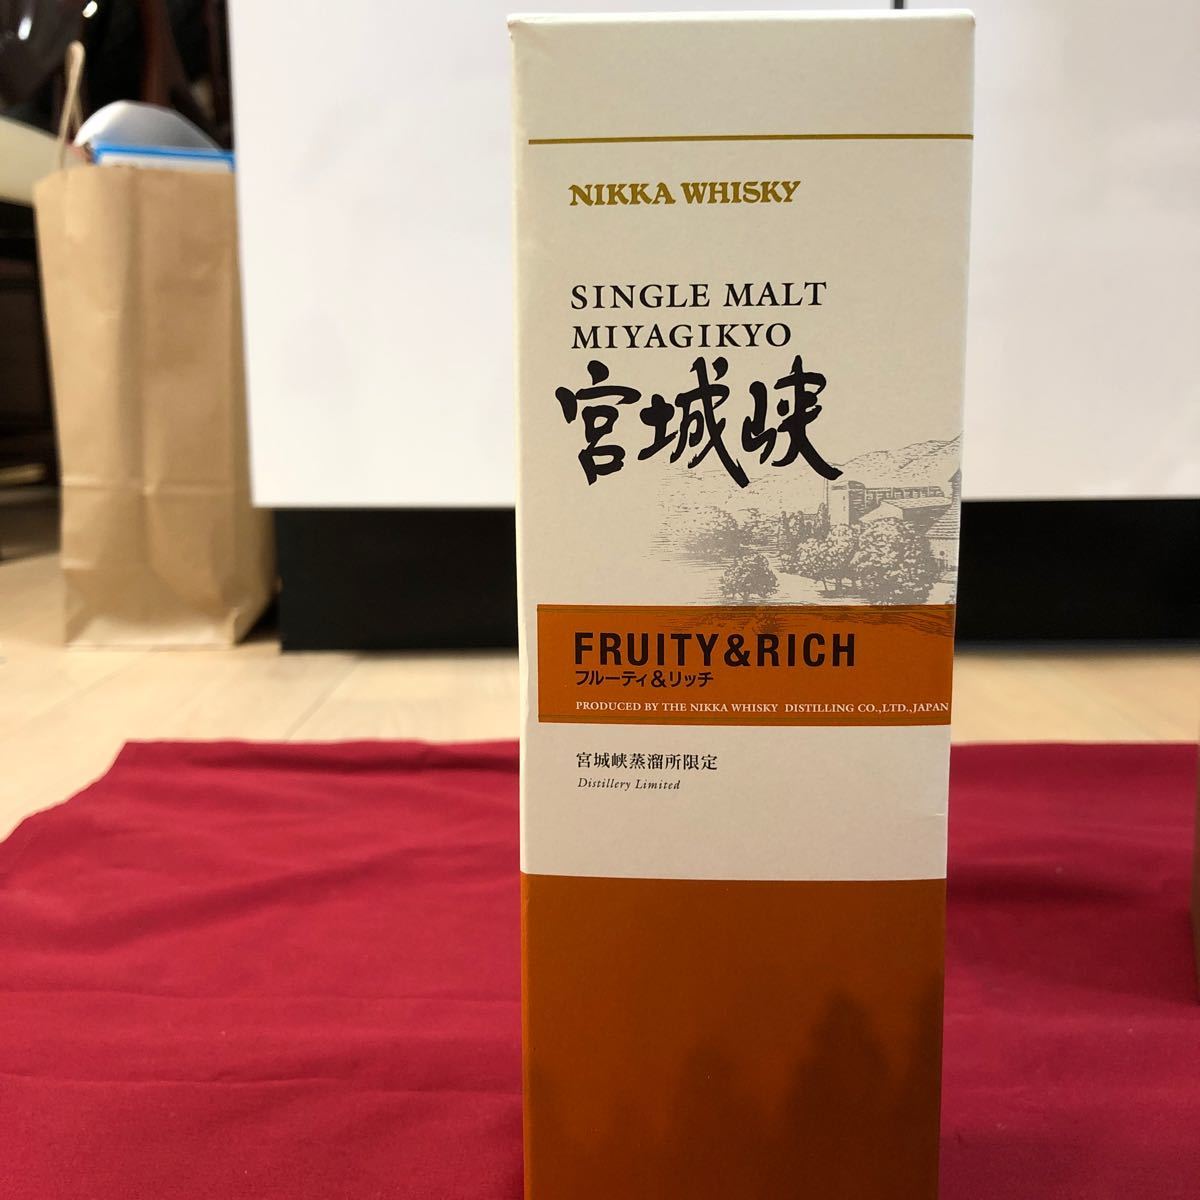 NIKKA WHISKY
SINGLE MALT
MIYAGIKYO
宮城峡
FRUITY&RICH
フルーティ&リッチ
PRODUCED BY THE NIKKA WHISKY DISTILLING CO.,LTD.,JAPAN
宮城峡蒸溜所限定
Distillery Limited